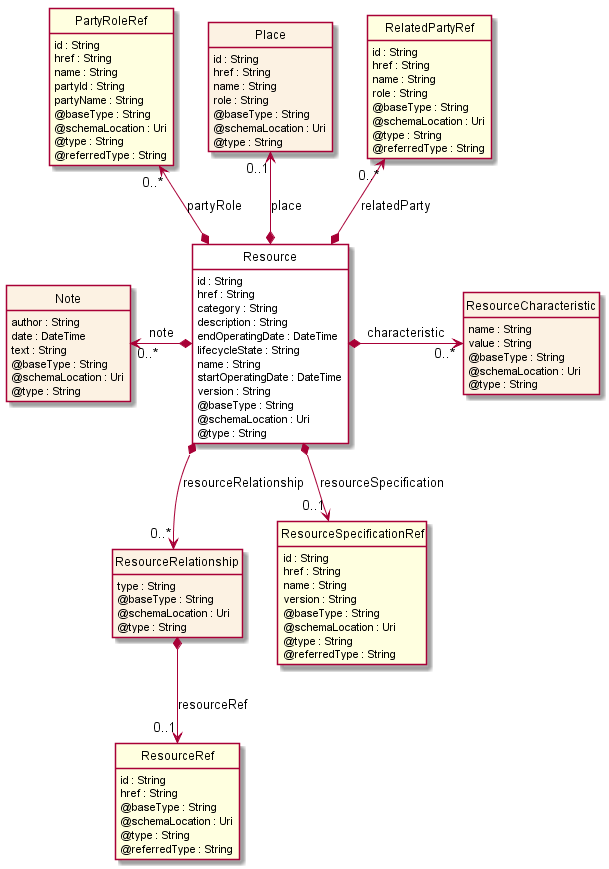 PartyRoleRef
id : String
href : String
name : String
partyId : String
partyName : String
@baseType : String
@schemaLocation : Uri
@type : String
@referredType : String
Place
id : String
href : String
name : String
role : String
@baseType : String
@schemaLocation : Uri
@type : String
RelatedPartyRef
id : String
href : String
name : String
role : String
@baseType : String
@schemaLocation : Uri
@type : String
@referredType : String
0..*
0..1
0..*
partyRole
place
relatedParty
Resource
id : String
href : String
category : String
description : String
endOperatingDate : DateTime
lifecycleState : String
name : String
startOperatingDate : DateTime
version : String
@baseType : String
@schemaLocation : Uri
@type : String
Note
author : String
date : DateTime
text : String
@baseType : String
@schemaLocation : Uri
@type : String
note
0..*
characteristic
0..*
ResourceCharacteristic
name : String
value : String
@baseType : String
@schemaLocation : Uri
@type : String
resourceRelationship
0..*
resourceSpecification
0..1
ResourceRelationship
type : String
@baseType : String
@schemaLocation : Uri
@type : String
ResourceSpecificationRef
id : String
href : String
name : String
version : String
@baseType : String
@schemaLocation : Uri
@type : String
@referredType : String
resourceRef
0..1
ResourceRef
id : String
href : String
@baseType : String
@schemaLocation : Uri
@type : String
@referredType : String